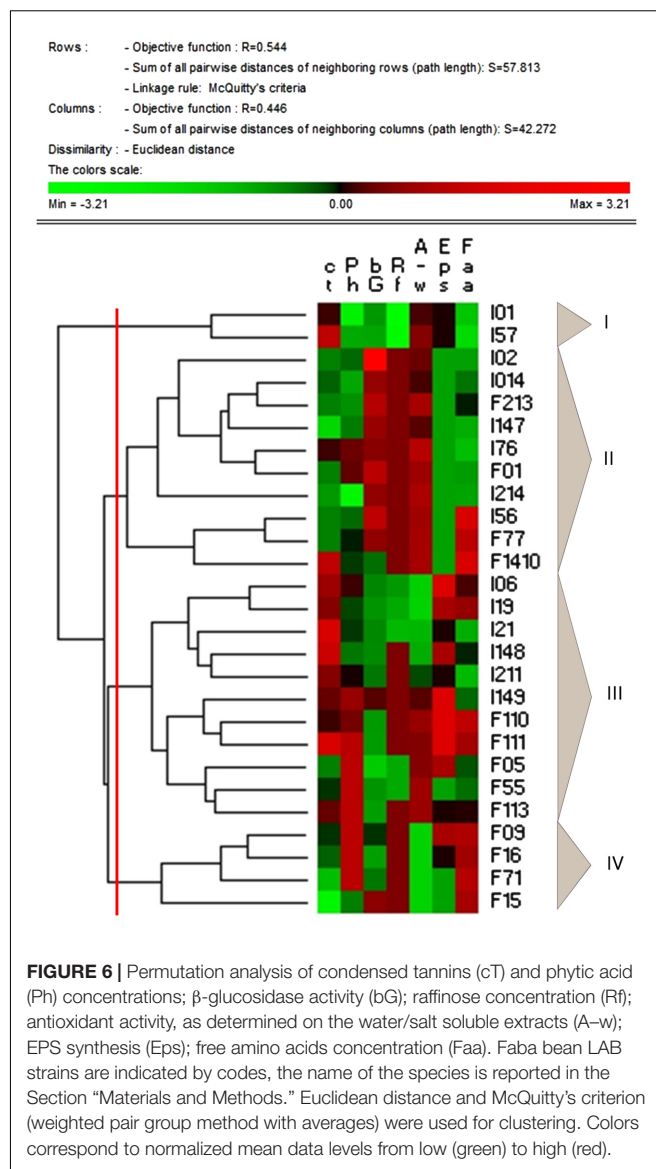 Rows : - Objective function : R=0.544
- Sum of all pairwise distances of neighboring rows (path length): S=57.813
- Linkage rule: McQuitty's criteria
Columns : - Objective function : R=0.446
- Sum of all pairwise distances of neighboring columns (path length): S=42.272
Dissimilarity : - Euclidean distance
The colors scale:
Min = -3.21 0.00 Max = 3.21
ct Ph bG Rf A-w Eps Faa
I01
I57
I
I02
I014
F213
I147
I76
F01
II
I214
I56
F77
F1410
I06
I19
I21
I148
I211
I149
III
F110
F111
F05
F55
F113
F09
F16
IV
F71
F15
FIGURE 6 | Permutation analysis of condensed tannins (cT) and phytic acid
(Ph) concentrations; β-glucosidase activity (bG); raffinose concentration (Rf);
antioxidant activity, as determined on the water/salt soluble extracts (A–w);
EPS synthesis (Eps); free amino acids concentration (Faa). Faba bean LAB
strains are indicated by codes, the name of the species is reported in the
Section “Materials and Methods.” Euclidean distance and McQuitty's criterion
(weighted pair group method with averages) were used for clustering. Colors
correspond to normalized mean data levels from low (green) to high (red).